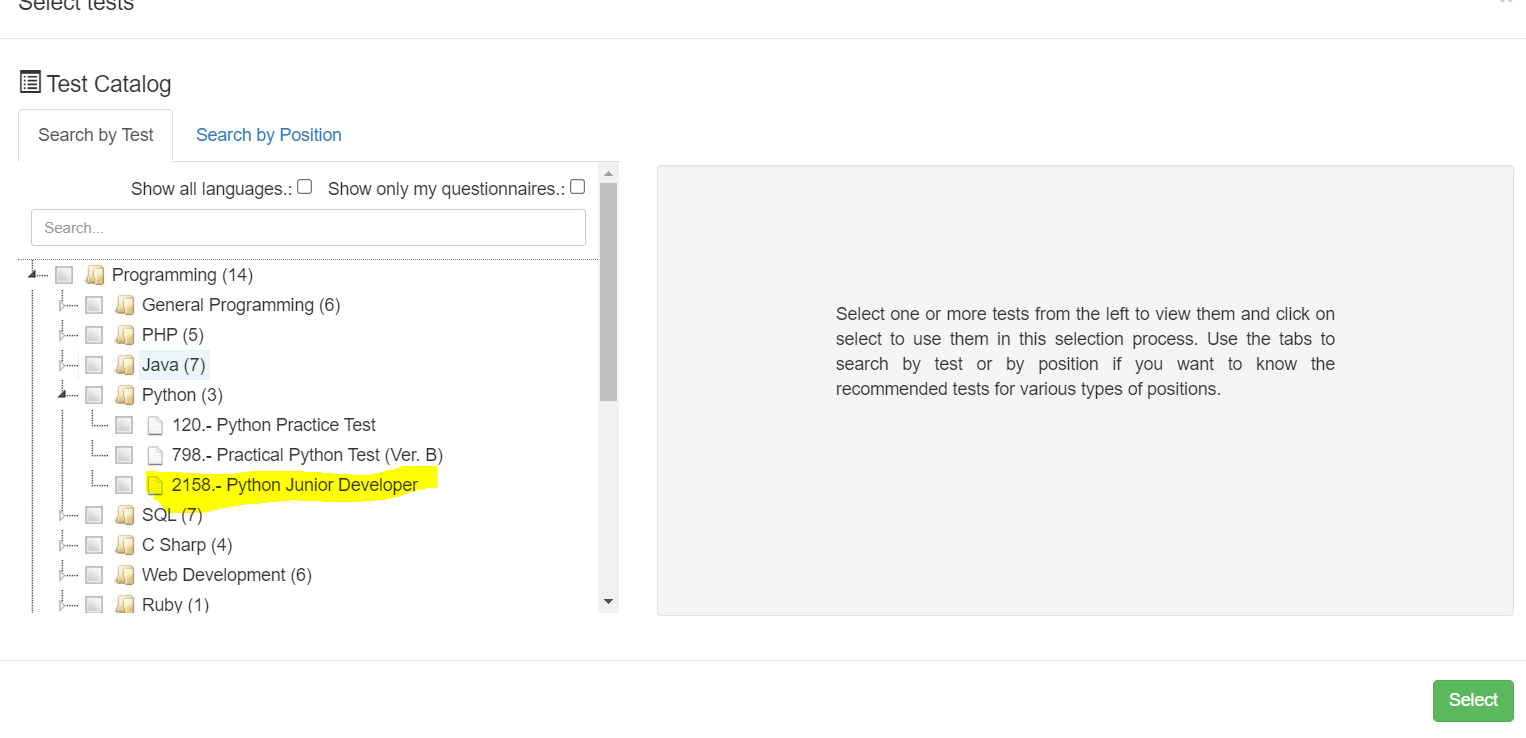 Select tests
Test Catalog
Search by Test
Search by Position
Show all languages.:
Show only my questionnaires.:
Search...
Programming (14)
General Programming (6)
PHP (5)
Java (7)
Python (3)
120.- Python Practice Test
798.- Practical Python Test (Ver. B)
2158.- Python Junior Developer
SQL (7)
C Sharp (4)
Web Development (6)
Ruby (1)
Select one or more tests from the left to view them and click on
select to use them in this selection process. Use the tabs to
search by test or by position if you want to know the
recommended tests for various types of positions.
Select